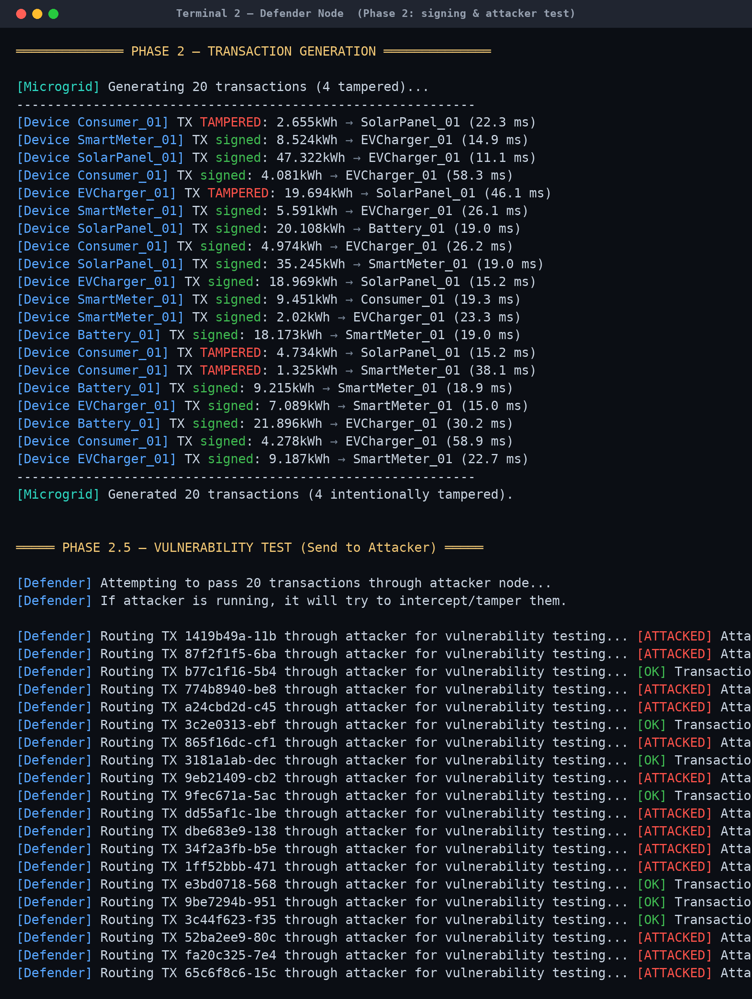 Terminal 2 — Defender Node (Phase 2: signing & attacker test)
══════════════ PHASE 2 — TRANSACTION GENERATION ══════════════
[Microgrid] Generating 20 transactions (4 tampered)...
------------------------------------------------------------
[Device Consumer_01] TX TAMPERED: 2.655kWh → SolarPanel_01 (22.3 ms)
[Device SmartMeter_01] TX signed: 8.524kWh → EVCharger_01 (14.9 ms)
[Device SolarPanel_01] TX signed: 47.322kWh → EVCharger_01 (11.1 ms)
[Device Consumer_01] TX signed: 4.081kWh → EVCharger_01 (58.3 ms)
[Device EVCharger_01] TX TAMPERED: 19.694kWh → SolarPanel_01 (46.1 ms)
[Device SmartMeter_01] TX signed: 5.591kWh → EVCharger_01 (26.1 ms)
[Device SolarPanel_01] TX signed: 20.108kWh → Battery_01 (19.0 ms)
[Device Consumer_01] TX signed: 4.974kWh → EVCharger_01 (26.2 ms)
[Device SolarPanel_01] TX signed: 35.245kWh → SmartMeter_01 (19.0 ms)
[Device EVCharger_01] TX signed: 18.969kWh → SolarPanel_01 (15.2 ms)
[Device SmartMeter_01] TX signed: 9.451kWh → Consumer_01 (19.3 ms)
[Device SmartMeter_01] TX signed: 2.02kWh → EVCharger_01 (23.3 ms)
[Device Battery_01] TX signed: 18.173kWh → SmartMeter_01 (19.0 ms)
[Device Consumer_01] TX TAMPERED: 4.734kWh → SolarPanel_01 (15.2 ms)
[Device Consumer_01] TX TAMPERED: 1.325kWh → SmartMeter_01 (38.1 ms)
[Device Battery_01] TX signed: 9.215kWh → SmartMeter_01 (18.9 ms)
[Device EVCharger_01] TX signed: 7.089kWh → SmartMeter_01 (15.0 ms)
[Device Battery_01] TX signed: 21.896kWh → EVCharger_01 (30.2 ms)
[Device Consumer_01] TX signed: 4.278kWh → EVCharger_01 (58.9 ms)
[Device EVCharger_01] TX signed: 9.187kWh → SmartMeter_01 (22.7 ms)
------------------------------------------------------------
[Microgrid] Generated 20 transactions (4 intentionally tampered).
═════ PHASE 2.5 — VULNERABILITY TEST (Send to Attacker) ═════
[Defender] Attempting to pass 20 transactions through attacker node...
[Defender] If attacker is running, it will try to intercept/tamper them.
[Defender] Routing TX 1419b49a-11b through attacker for vulnerability testing... [ATTACKED] Atta
[Defender] Routing TX 87f2f1f5-6ba through attacker for vulnerability testing... [ATTACKED] Atta
[Defender] Routing TX b77c1f16-5b4 through attacker for vulnerability testing... [OK] Transactio
[Defender] Routing TX 774b8940-be8 through attacker for vulnerability testing... [ATTACKED] Atta
[Defender] Routing TX a24cbd2d-c45 through attacker for vulnerability testing... [ATTACKED] Atta
[Defender] Routing TX 3c2e0313-ebf through attacker for vulnerability testing... [OK] Transactio
[Defender] Routing TX 865f16dc-cf1 through attacker for vulnerability testing... [ATTACKED] Atta
[Defender] Routing TX 3181a1ab-dec through attacker for vulnerability testing... [OK] Transactio
[Defender] Routing TX 9eb21409-cb2 through attacker for vulnerability testing... [ATTACKED] Atta
[Defender] Routing TX 9fec671a-5ac through attacker for vulnerability testing... [OK] Transactio
[Defender] Routing TX dd55af1c-1be through attacker for vulnerability testing... [ATTACKED] Atta
[Defender] Routing TX dbe683e9-138 through attacker for vulnerability testing... [ATTACKED] Atta
[Defender] Routing TX 34f2a3fb-b5e through attacker for vulnerability testing... [ATTACKED] Atta
[Defender] Routing TX 1ff52bbb-471 through attacker for vulnerability testing... [ATTACKED] Atta
[Defender] Routing TX e3bd0718-568 through attacker for vulnerability testing... [OK] Transactio
[Defender] Routing TX 9be7294b-951 through attacker for vulnerability testing... [OK] Transactio
[Defender] Routing TX 3c44f623-f35 through attacker for vulnerability testing... [OK] Transactio
[Defender] Routing TX 52ba2ee9-80c through attacker for vulnerability testing... [ATTACKED] Atta
[Defender] Routing TX fa20c325-7e4 through attacker for vulnerability testing... [ATTACKED] Atta
[Defender] Routing TX 65c6f8c6-15c through attacker for vulnerability testing... [ATTACKED] Atta